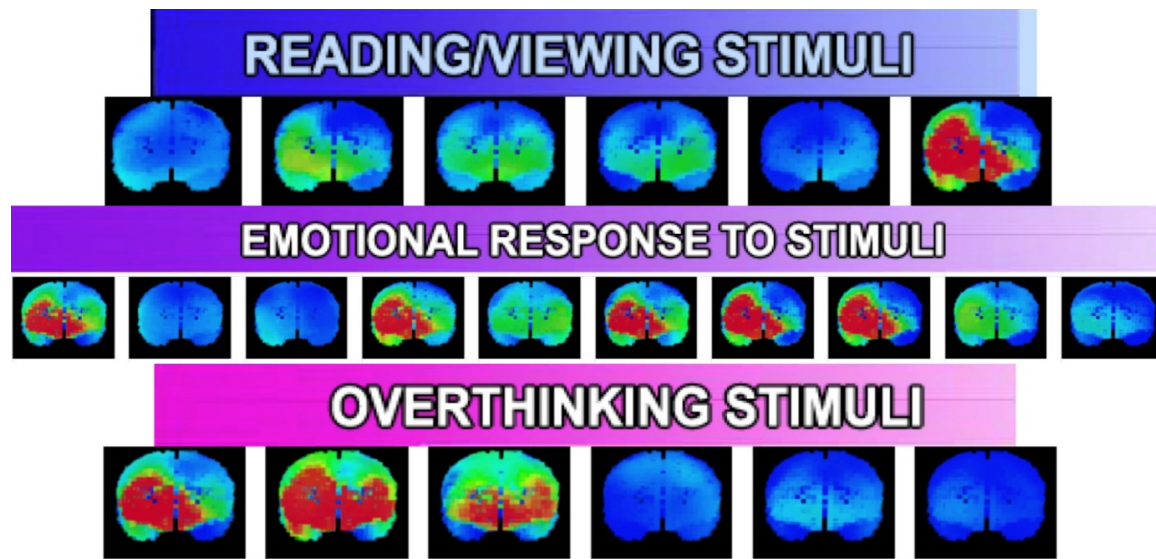 READING/VIEWING STIMULI
EMOTIONAL RESPONSE TO STIMULI
OVERTHINKING STIMULI